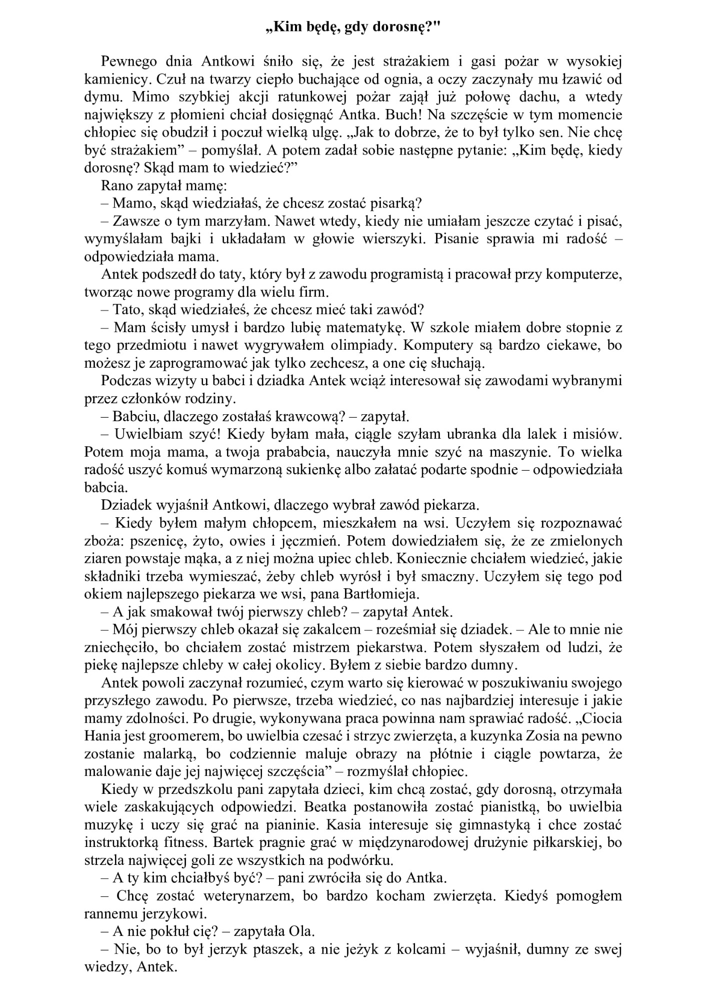 „Kim będę, gdy dorosnę?"
Pewnego dnia Antkowi śniło się, że jest strażakiem i gasi pożar w wysokiej
kamienicy. Czuł na twarzy ciepło buchające od ognia, a oczy zaczynały mu łzawić od
dymu. Mimo szybkiej akcji ratunkowej pożar zajął już połowę dachu, a wtedy
największy z płomieni chciał dosięgnąć Antka. Buch! Na szczęście w tym momencie
chłopiec się obudził i poczuł wielką ulgę. „Jak to dobrze, że to był tylko sen. Nie chcę
być strażakiem” – pomyślał. A potem zadał sobie następne pytanie: „Kim będę, kiedy
dorosnę? Skąd mam to wiedzieć?”
Rano zapytał mamę:
– Mamo, skąd wiedziałaś, że chcesz zostać pisarką?
– Zawsze o tym marzyłam. Nawet wtedy, kiedy nie umiałam jeszcze czytać i pisać,
wymyślałam bajki i układałam w głowie wierszyki. Pisanie sprawia mi radość –
odpowiedziała mama.
Antek podszedł do taty, który był z zawodu programistą i pracował przy komputerze,
tworząc nowe programy dla wielu firm.
– Tato, skąd wiedziałeś, że chcesz mieć taki zawód?
– Mam ścisły umysł i bardzo lubię matematykę. W szkole miałem dobre stopnie z
tego przedmiotu i nawet wygrywałem olimpiady. Komputery są bardzo ciekawe, bo
możesz je zaprogramować jak tylko zechcesz, a one cię słuchają.
Podczas wizyty u babci i dziadka Antek wciąż interesował się zawodami wybranymi
przez członków rodziny.
– Babciu, dlaczego zostałaś krawcową? – zapytał.
– Uwielbiam szyć! Kiedy byłam mała, ciągle szyłam ubranka dla lalek i misiów.
Potem moja mama, a twoja prababcia, nauczyła mnie szyć na maszynie. To wielka
radość uszyć komuś wymarzoną sukienkę albo załatać podarte spodnie – odpowiedziała
babcia.
Dziadek wyjaśnił Antkowi, dlaczego wybrał zawód piekarza.
– Kiedy byłem małym chłopcem, mieszkałem na wsi. Uczyłem się rozpoznawać
zboża: pszenicę, żyto, owies i jęczmień. Potem dowiedziałem się, że ze zmielonych
ziaren powstaje mąka, a z niej można upiec chleb. Koniecznie chciałem wiedzieć, jakie
składniki trzeba wymieszać, żeby chleb wyrósł i był smaczny. Uczyłem się tego pod
okiem najlepszego piekarza we wsi, pana Bartłomieja.
– A jak smakował twój pierwszy chleb? – zapytał Antek.
– Mój pierwszy chleb okazał się zakalcem – roześmiał się dziadek. – Ale to mnie nie
zniechęciło, bo chciałem zostać mistrzem piekarstwa. Potem słyszałem od ludzi, że
piekę najlepsze chleby w całej okolicy. Byłem z siebie bardzo dumny.
Antek powoli zaczynał rozumieć, czym warto się kierować w poszukiwaniu swojego
przyszłego zawodu. Po pierwsze, trzeba wiedzieć, co nas najbardziej interesuje i jakie
mamy zdolności. Po drugie, wykonywana praca powinna nam sprawiać radość. „Ciocia
Hania jest groomerem, bo uwielbia czesać i strzyc zwierzęta, a kuzynka Zosia na pewno
zostanie malarką, bo codziennie maluje obrazy na płótnie i ciągle powtarza, że
malowanie daje jej najwięcej szczęścia” – rozmyślał chłopiec.
Kiedy w przedszkolu pani zapytała dzieci, kim chcą zostać, gdy dorosną, otrzymała
wiele zaskakujących odpowiedzi. Beatka postanowiła zostać pianistką, bo uwielbia
muzykę i uczy się grać na pianinie. Kasia interesuje się gimnastyką i chce zostać
instruktorką fitness. Bartek pragnie grać w międzynarodowej drużynie piłkarskiej, bo
strzela najwięcej goli ze wszystkich na podwórku.
– A ty kim chciałbyś być? – pani zwróciła się do Antka.
– Chcę zostać weterynarzem, bo bardzo kocham zwierzęta. Kiedyś pomogłem
rannemu jerzykowi.
– A nie pokłuł cię? – zapytała Ola.
– Nie, bo to był jerzyk ptaszek, a nie jeżyk z kolcami – wyjaśnił, dumny ze swej
wiedzy, Antek.